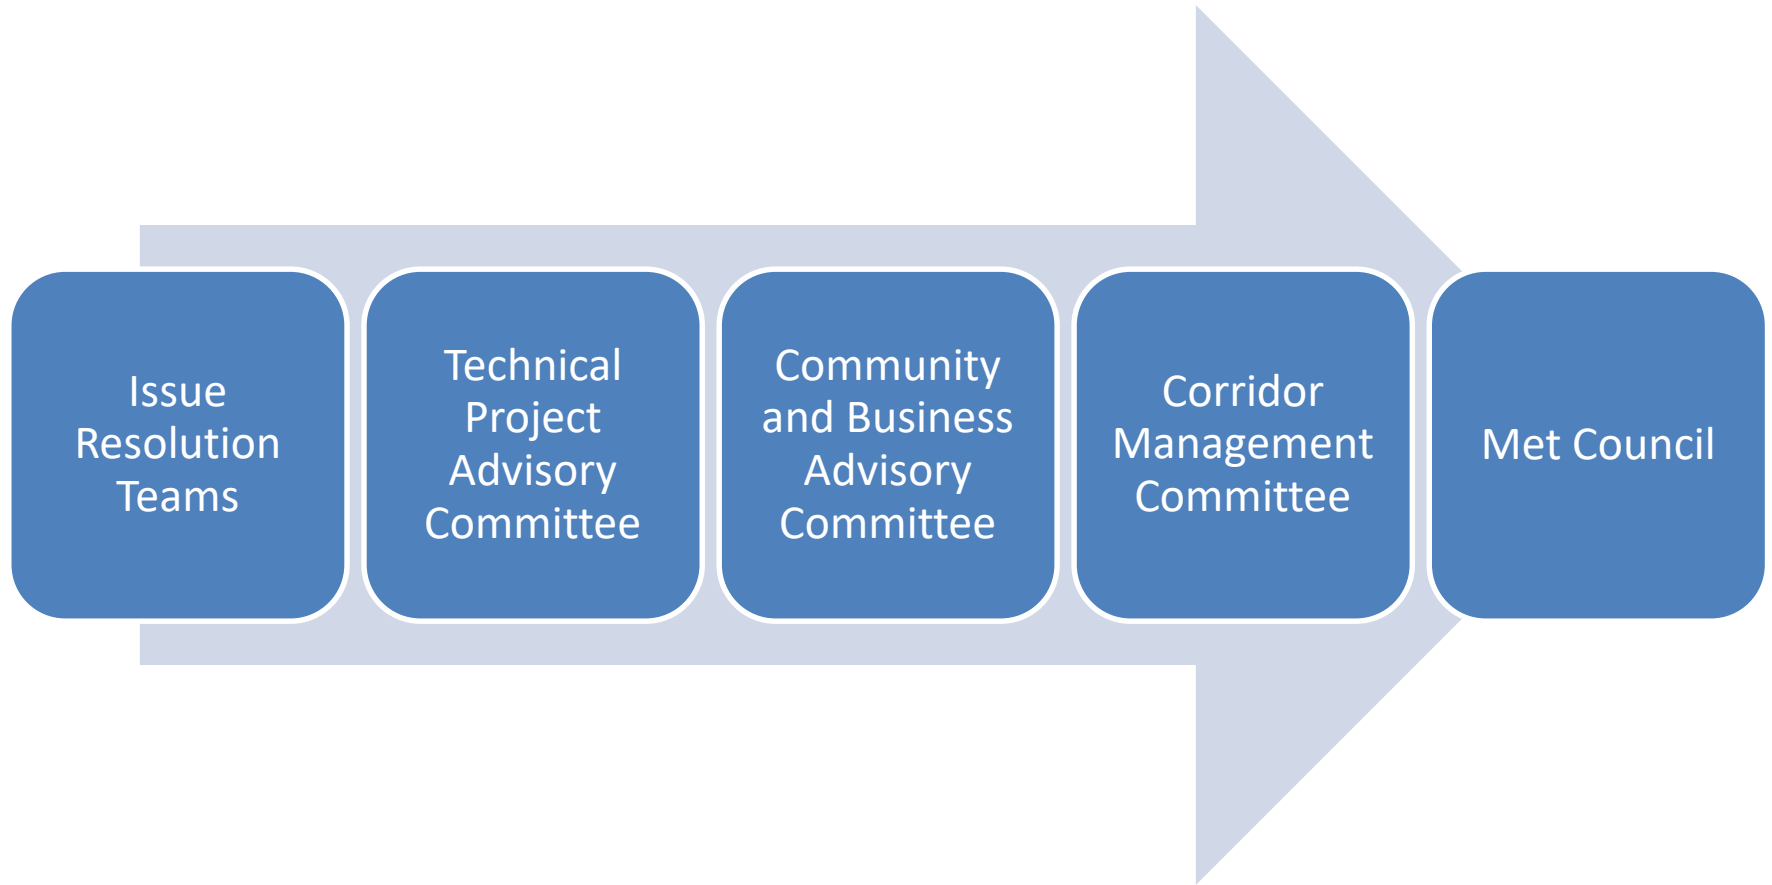 Issue
Resolution
Teams
Technical
Project
Advisory
Committee
Community
and Business
Advisory
Committee
Corridor
Management
Committee
Met Council